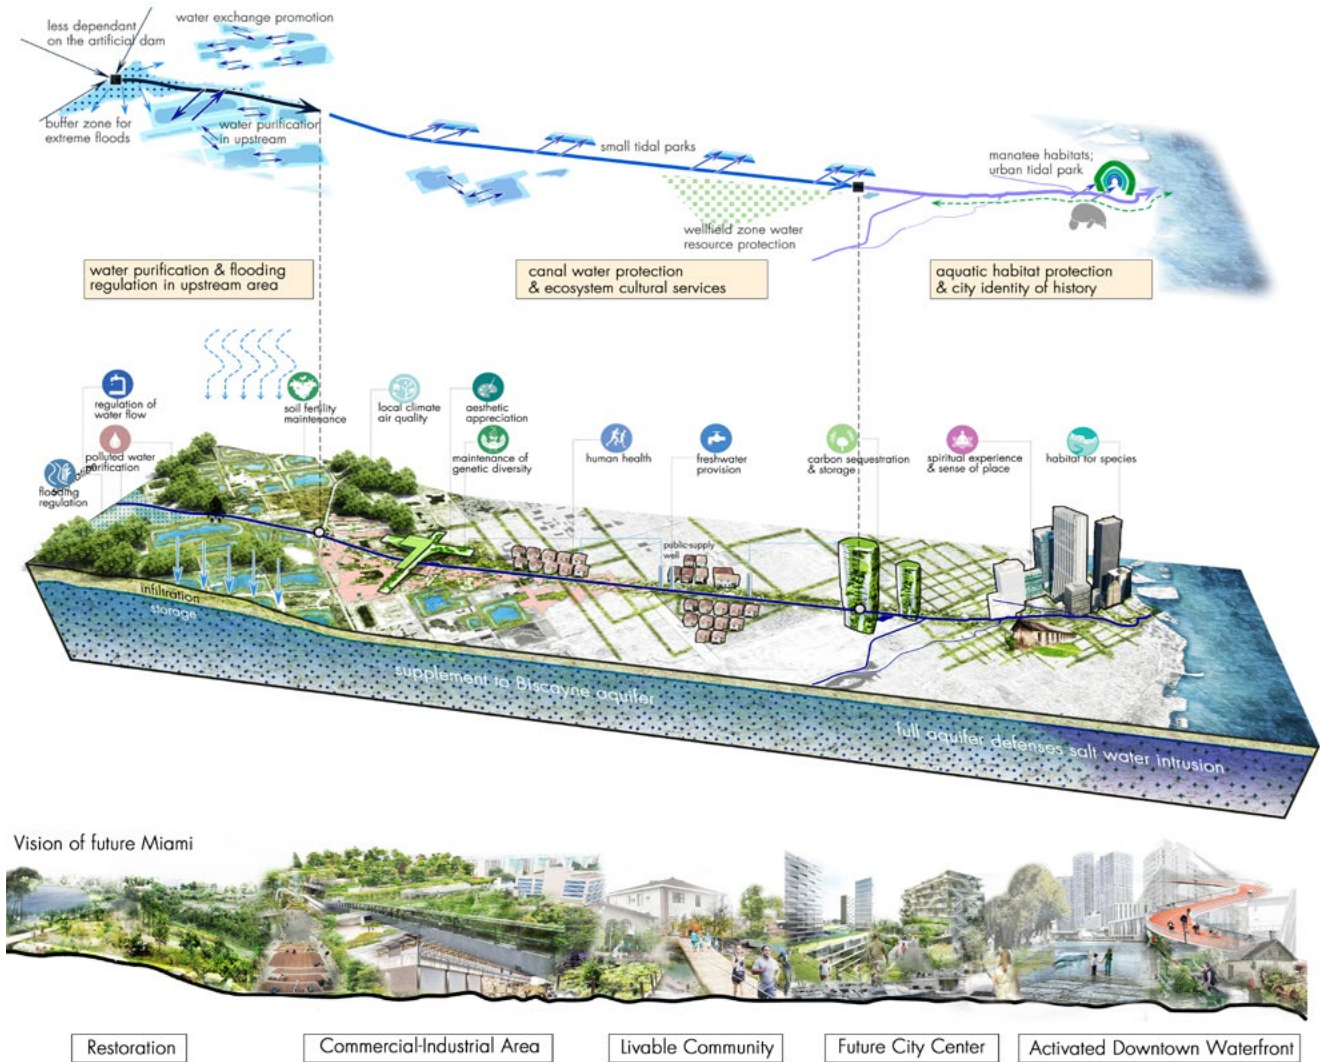 less dependant
on the artificial dam
water exchange promotion
buffer zone for
extreme floods
water purification
in upstream
small tidal parks
manatee habitats;
urban tidal park
wellfield zone water
resource protection
water purification & flooding
regulation in upstream area
canal water protection
& ecosystem cultural services
aquatic habitat protection
& city identity of history
regulation of
water flow
soil fertility
maintenance
local climate
air quality
aesthetic
appreciation
polluted water
purification
maintenance of
genetic diversity
human health
freshwater
provision
carbon sequestration
& storage
spiritual experience
& sense of place
habitat for species
flooding
regulation
public-supply
well
infiltration
storage
supplement to Biscayne aquifer
full aquifer defenses salt water intrusion
Vision of future Miami
Restoration
Commercial-Industrial Area
Livable Community
Future City Center
Activated Downtown Waterfront